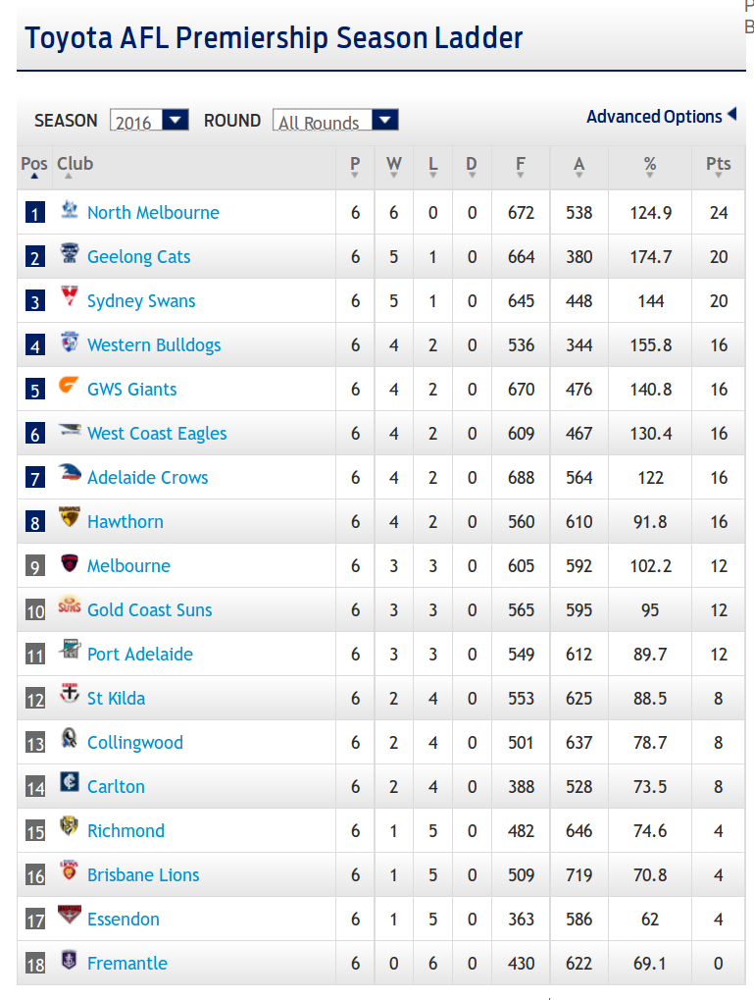 P
B
Toyota AFL Premiership Season Ladder
SEASON 2016 ROUND All Rounds Advanced Options
Pos Club P W L D F A % Pts
1 North Melbourne 6 6 0 0 672 538 124.9 24
2 Geelong Cats 6 5 1 0 664 380 174.7 20
3 Sydney Swans 6 5 1 0 645 448 144 20
4 Western Bulldogs 6 4 2 0 536 344 155.8 16
5 GWS Giants 6 4 2 0 670 476 140.8 16
6 West Coast Eagles 6 4 2 0 609 467 130.4 16
7 Adelaide Crows 6 4 2 0 688 564 122 16
8 Hawthorn 6 4 2 0 560 610 91.8 16
9 Melbourne 6 3 3 0 605 592 102.2 12
10 Gold Coast Suns 6 3 3 0 565 595 95 12
11 Port Adelaide 6 3 3 0 549 612 89.7 12
12 St Kilda 6 2 4 0 553 625 88.5 8
13 Collingwood 6 2 4 0 501 637 78.7 8
14 Carlton 6 2 4 0 388 528 73.5 8
15 Richmond 6 1 5 0 482 646 74.6 4
16 Brisbane Lions 6 1 5 0 509 719 70.8 4
17 Essendon 6 1 5 0 363 586 62 4
18 Fremantle 6 0 6 0 430 622 69.1 0